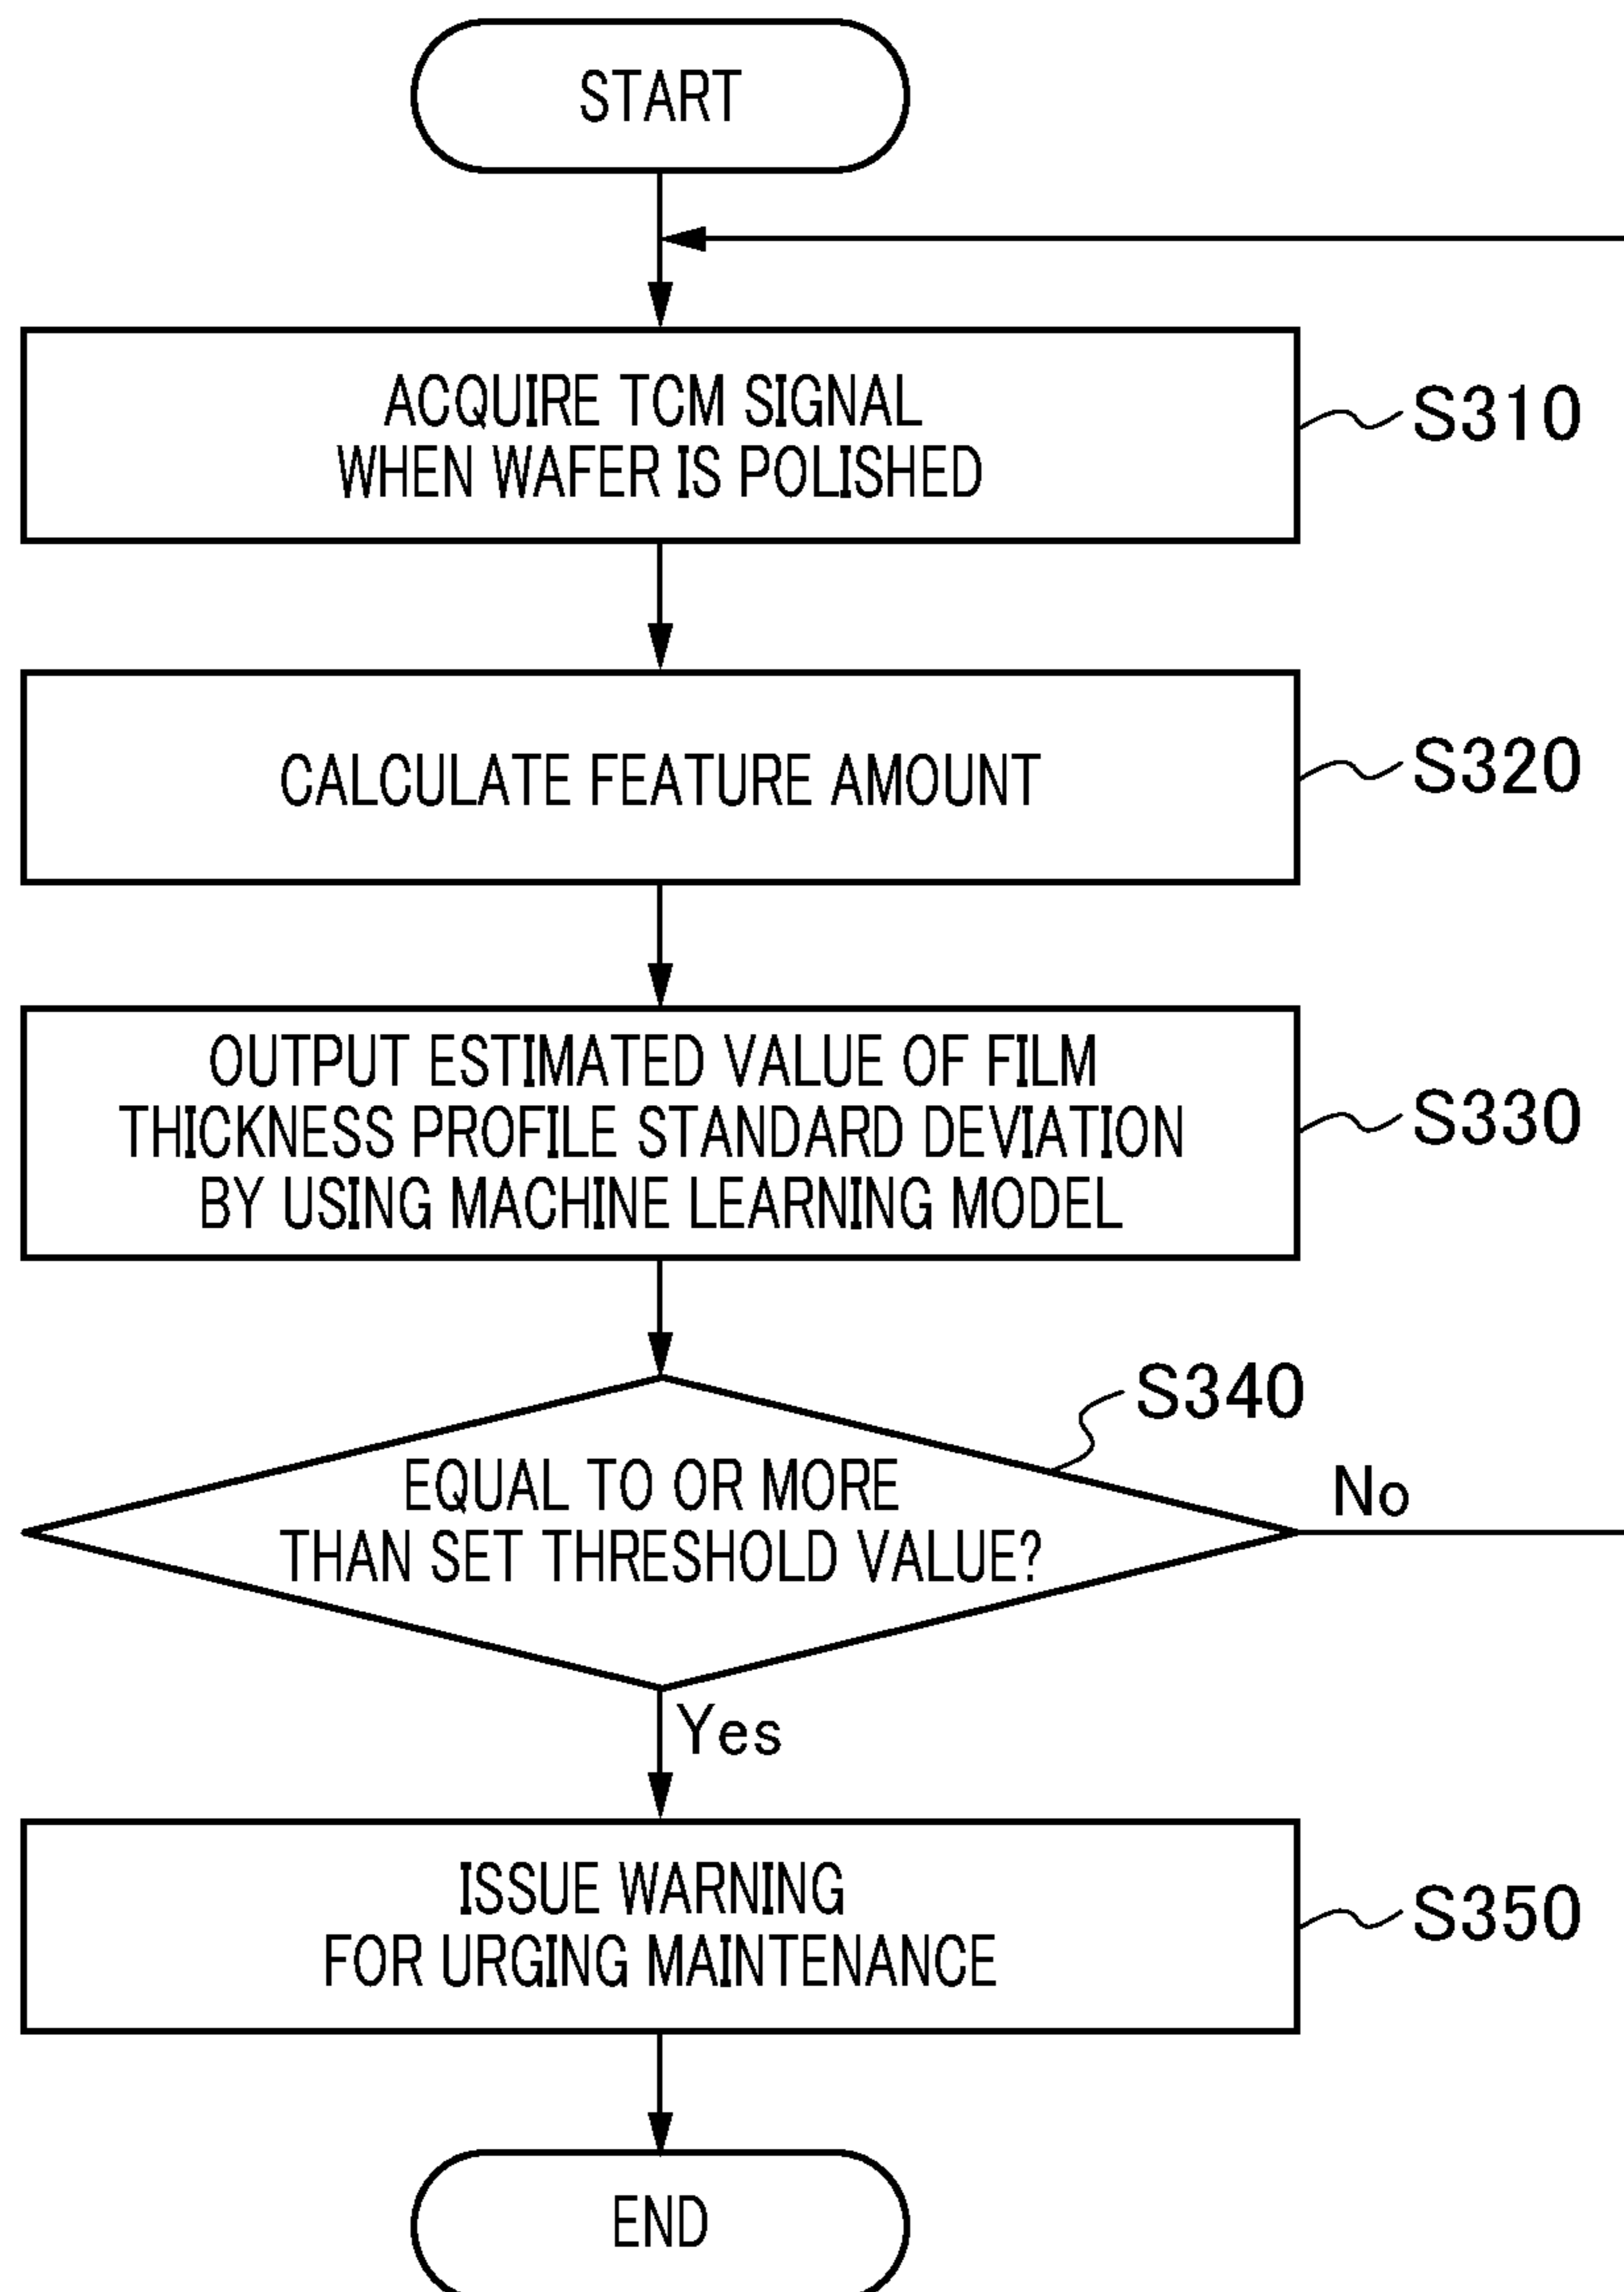 START
ACQUIRE TCM SIGNAL
WHEN WAFER IS POLISHED
S310
CALCULATE FEATURE AMOUNT
S320
OUTPUT ESTIMATED VALUE OF FILM
THICKNESS PROFILE STANDARD DEVIATION
BY USING MACHINE LEARNING MODEL
S330
S340
EQUAL TO OR MORE
THAN SET THRESHOLD VALUE?
No
Yes
ISSUE WARNING
FOR URGING MAINTENANCE
S350
END